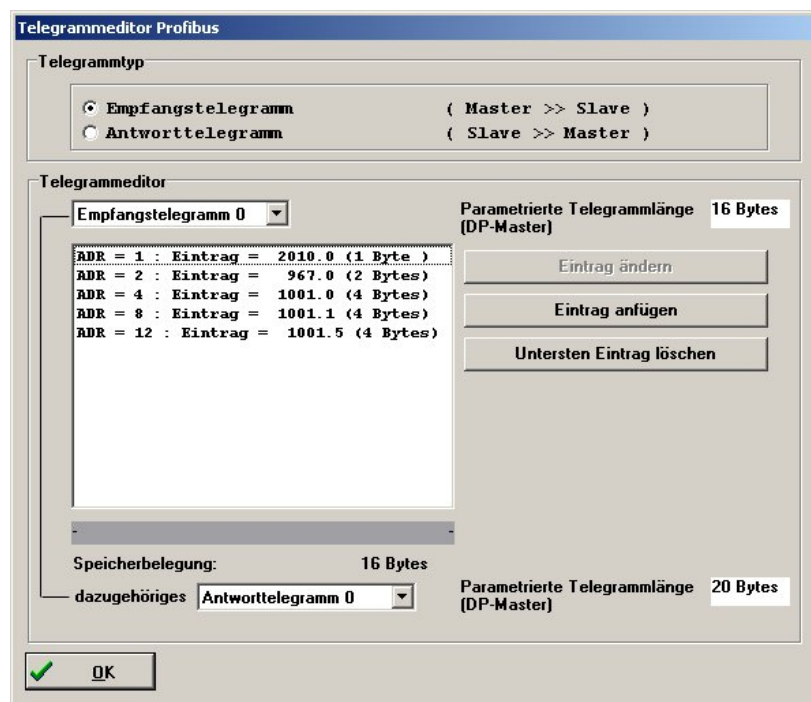 Telegrammeditor Profibus
Telegrammtyp
Empfangstelegramm ( Master >> Slave )
Antworttelegramm ( Slave >> Master )
Telegrammeditor
Empfangstelegramm 0
Parametrierte Telegrammlänge 16 Bytes
(DP-Master)
ADR = 1 : Eintrag = 2010.0 (1 Byte )
ADR = 2 : Eintrag = 967.0 (2 Bytes)
ADR = 4 : Eintrag = 1001.0 (4 Bytes)
ADR = 8 : Eintrag = 1001.1 (4 Bytes)
ADR = 12 : Eintrag = 1001.5 (4 Bytes)
Eintrag ändern
Eintrag anfügen
Untersten Eintrag löschen
- -
Speicherbelegung: 16 Bytes
dazugehöriges Antworttelegramm 0
Parametrierte Telegrammlänge 20 Bytes
(DP-Master)
OK